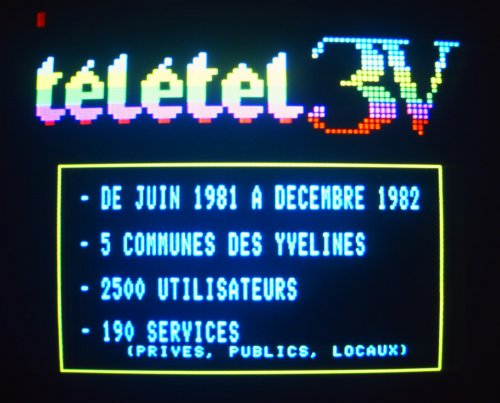 télétel 3V
- DE JUIN 1981 A DECEMBRE 1982
- 5 COMMUNES DES YVELINES
- 2500 UTILISATEURS
- 190 SERVICES
(PRIVES, PUBLICS, LOCAUX)